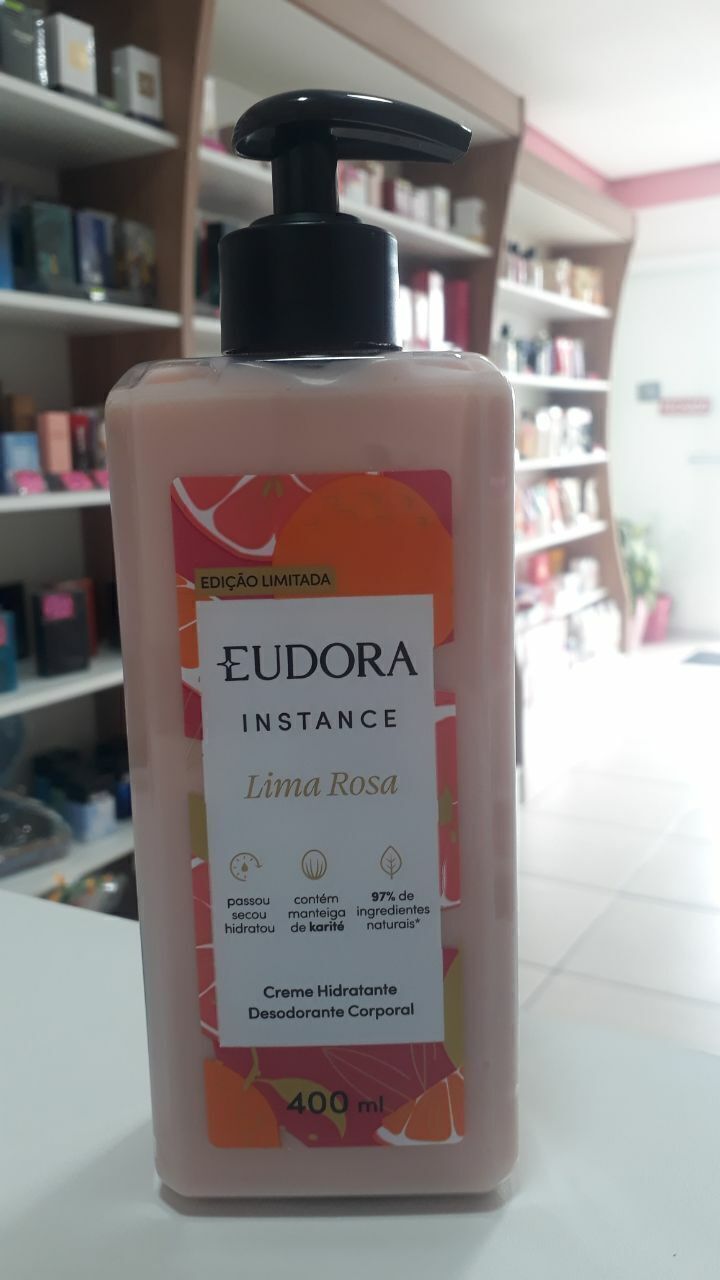 EDIÇÃO LIMITADA
EUDORA
INSTANCE
Lima Rosa
passou
secou
hidratou
contém
manteiga
de karité
97% de
ingredientes
naturais*
Creme Hidratante
Desodorante Corporal
400 ml